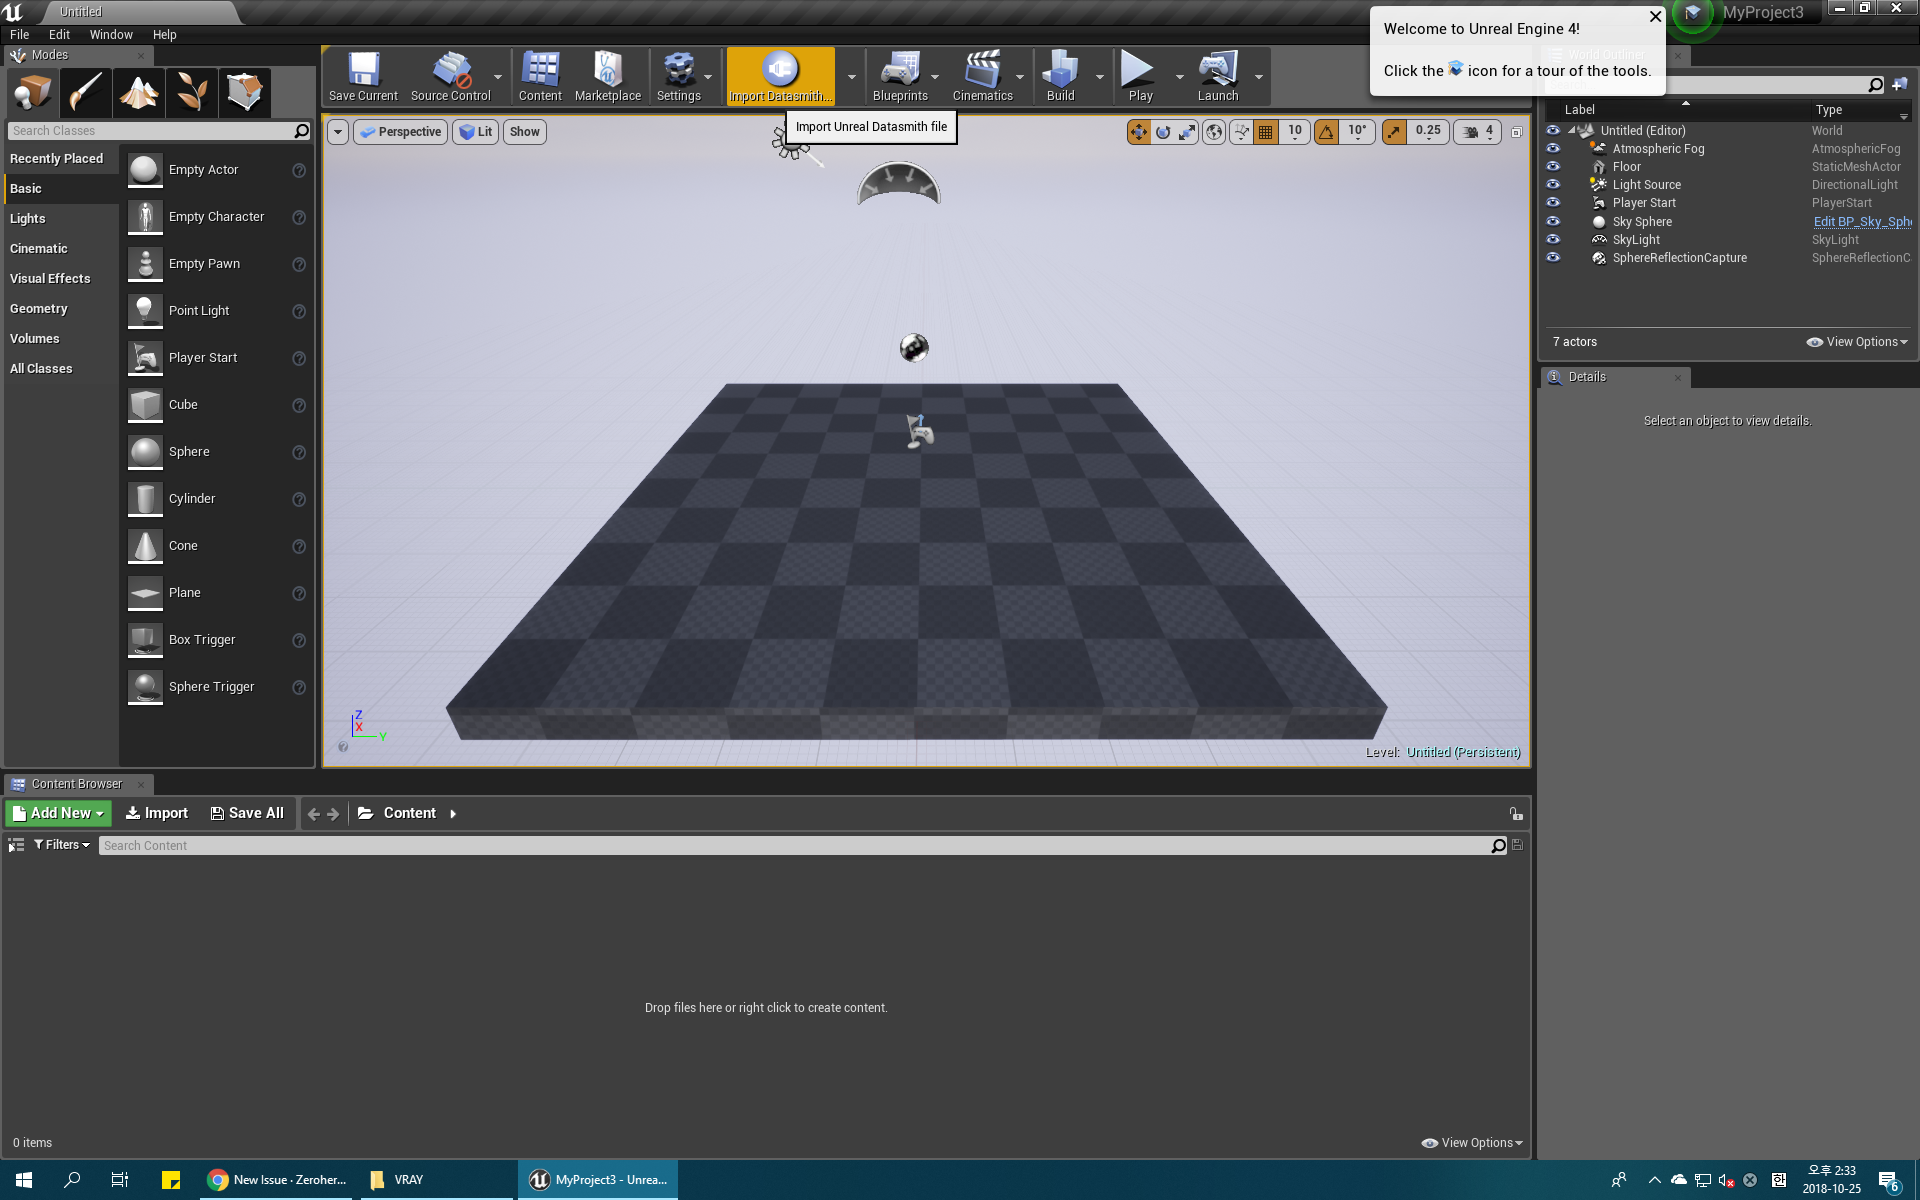 Untitled
MyProject3
File Edit Window Help
Welcome to Unreal Engine 4!
Click the icon for a tour of the tools.
Modes
Save Current
Source Control
Content
Marketplace
Settings
Import Datasmith...
Blueprints
Cinematics
Build
Play
Launch
Import Unreal Datasmith file
Search Classes
Recently Placed
Basic
Lights
Cinematic
Visual Effects
Geometry
Volumes
All Classes
Empty Actor
Empty Character
Empty Pawn
Point Light
Player Start
Cube
Sphere
Cylinder
Cone
Plane
Box Trigger
Sphere Trigger
Perspective Lit Show
10 10° 0.25 4
Z
X
Y
Level: Untitled (Persistent)
World Outliner
Label Type
Untitled (Editor) World
Atmospheric Fog AtmosphericFog
Floor StaticMeshActor
Light Source DirectionalLight
Player Start PlayerStart
Sky Sphere Edit BP_Sky_Sph
SkyLight SkyLight
SphereReflectionCapture SphereReflectionC
7 actors View Options
Details
Select an object to view details.
Content Browser
Add New Import Save All Content
Filters Search Content
Drop files here or right click to create content.
0 items View Options
New Issue · Zeroher...
VRAY
MyProject3 - Unrea...
오후 2:33
2018-10-25
6